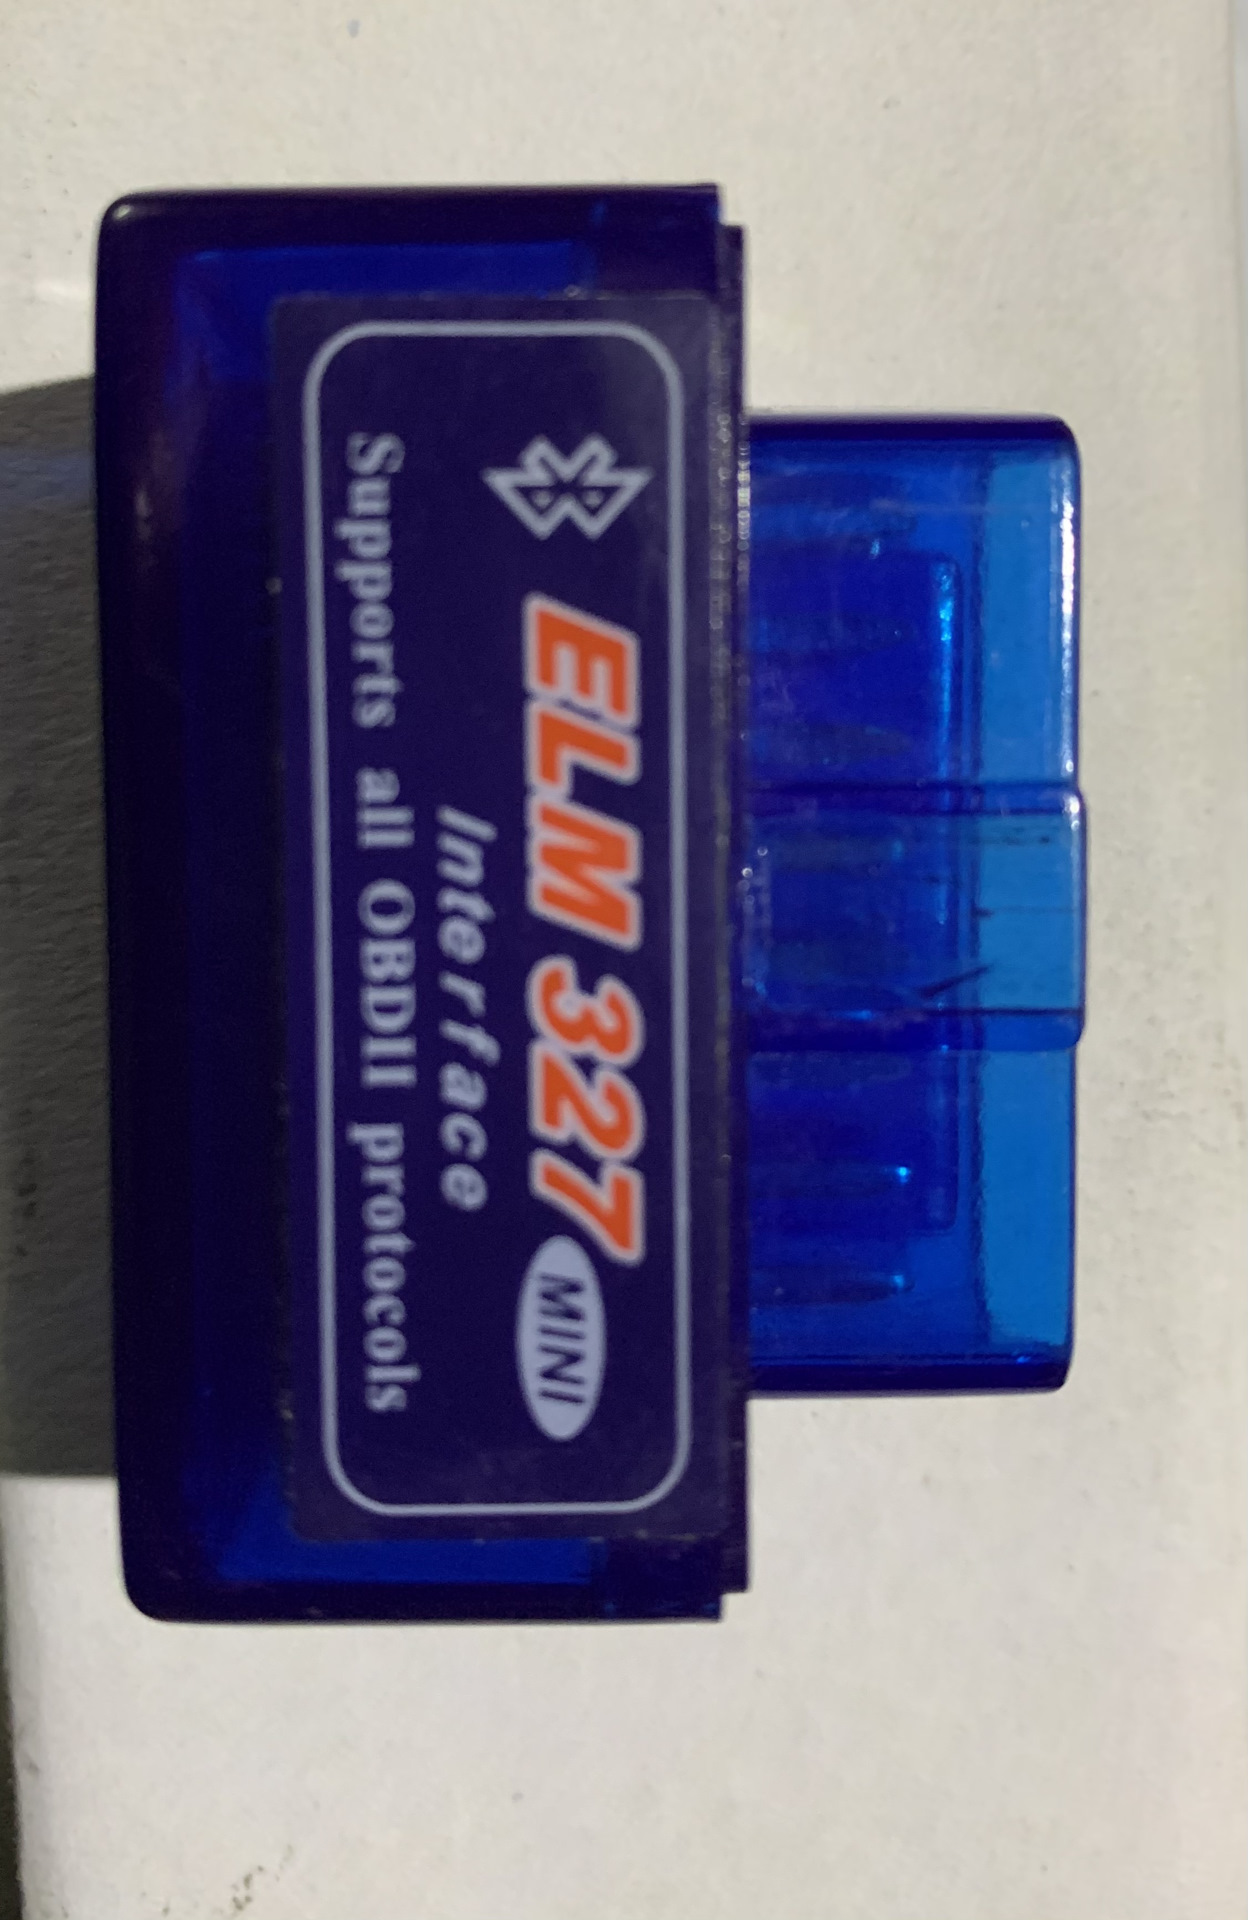 ELM 327 MINI
Interface
Supports all OBDII protocols